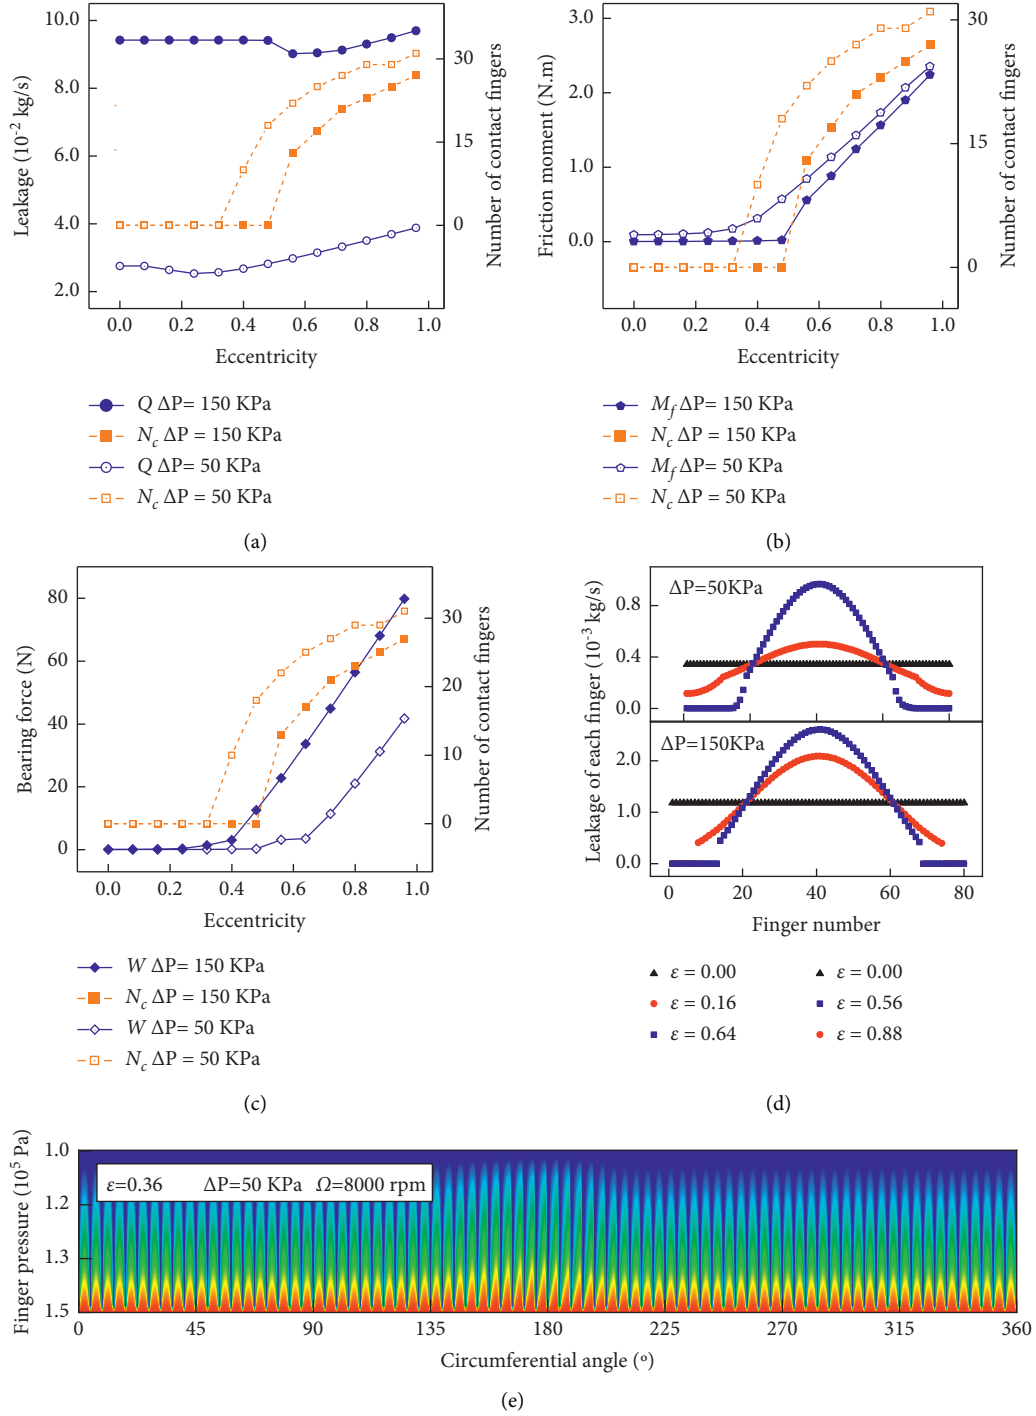 10.0
8.0
6.0
4.0
2.0
Leakage (10⁻² kg/s)
30
15
0
Number of contact fingers
0.0 0.2 0.4 0.6 0.8 1.0
Eccentricity
Q ΔP= 150 KPa
N_c ΔP = 150 KPa
Q ΔP = 50 KPa
N_c ΔP = 50 KPa
(a)
3.0
2.0
1.0
0.0
Friction moment (N.m)
30
15
0
Number of contact fingers
0.0 0.2 0.4 0.6 0.8 1.0
Eccentricity
M_f ΔP= 150 KPa
N_c ΔP = 150 KPa
M_f ΔP= 50 KPa
N_c ΔP = 50 KPa
(b)
80
60
40
20
0
Bearing force (N)
30
20
10
0
Number of contact fingers
0.0 0.2 0.4 0.6 0.8 1.0
Eccentricity
W ΔP= 150 KPa
N_c ΔP = 150 KPa
W ΔP= 50 KPa
N_c ΔP = 50 KPa
(c)
ΔP=50KPa
0.8
0.4
0.0
ΔP=150KPa
2.0
1.0
0.0
Leakage of each finger (10⁻³ kg/s)
0 20 40 60 80
Finger number
ε = 0.00
ε = 0.16
ε = 0.64
ε = 0.00
ε = 0.56
ε = 0.88
(d)
1.0
1.2
1.3
1.5
Finger pressure (10⁵ Pa)
ε=0.36 ΔP=50 KPa Ω=8000 rpm
0 45 90 135 180 225 270 315 360
Circumferential angle (°)
(e)